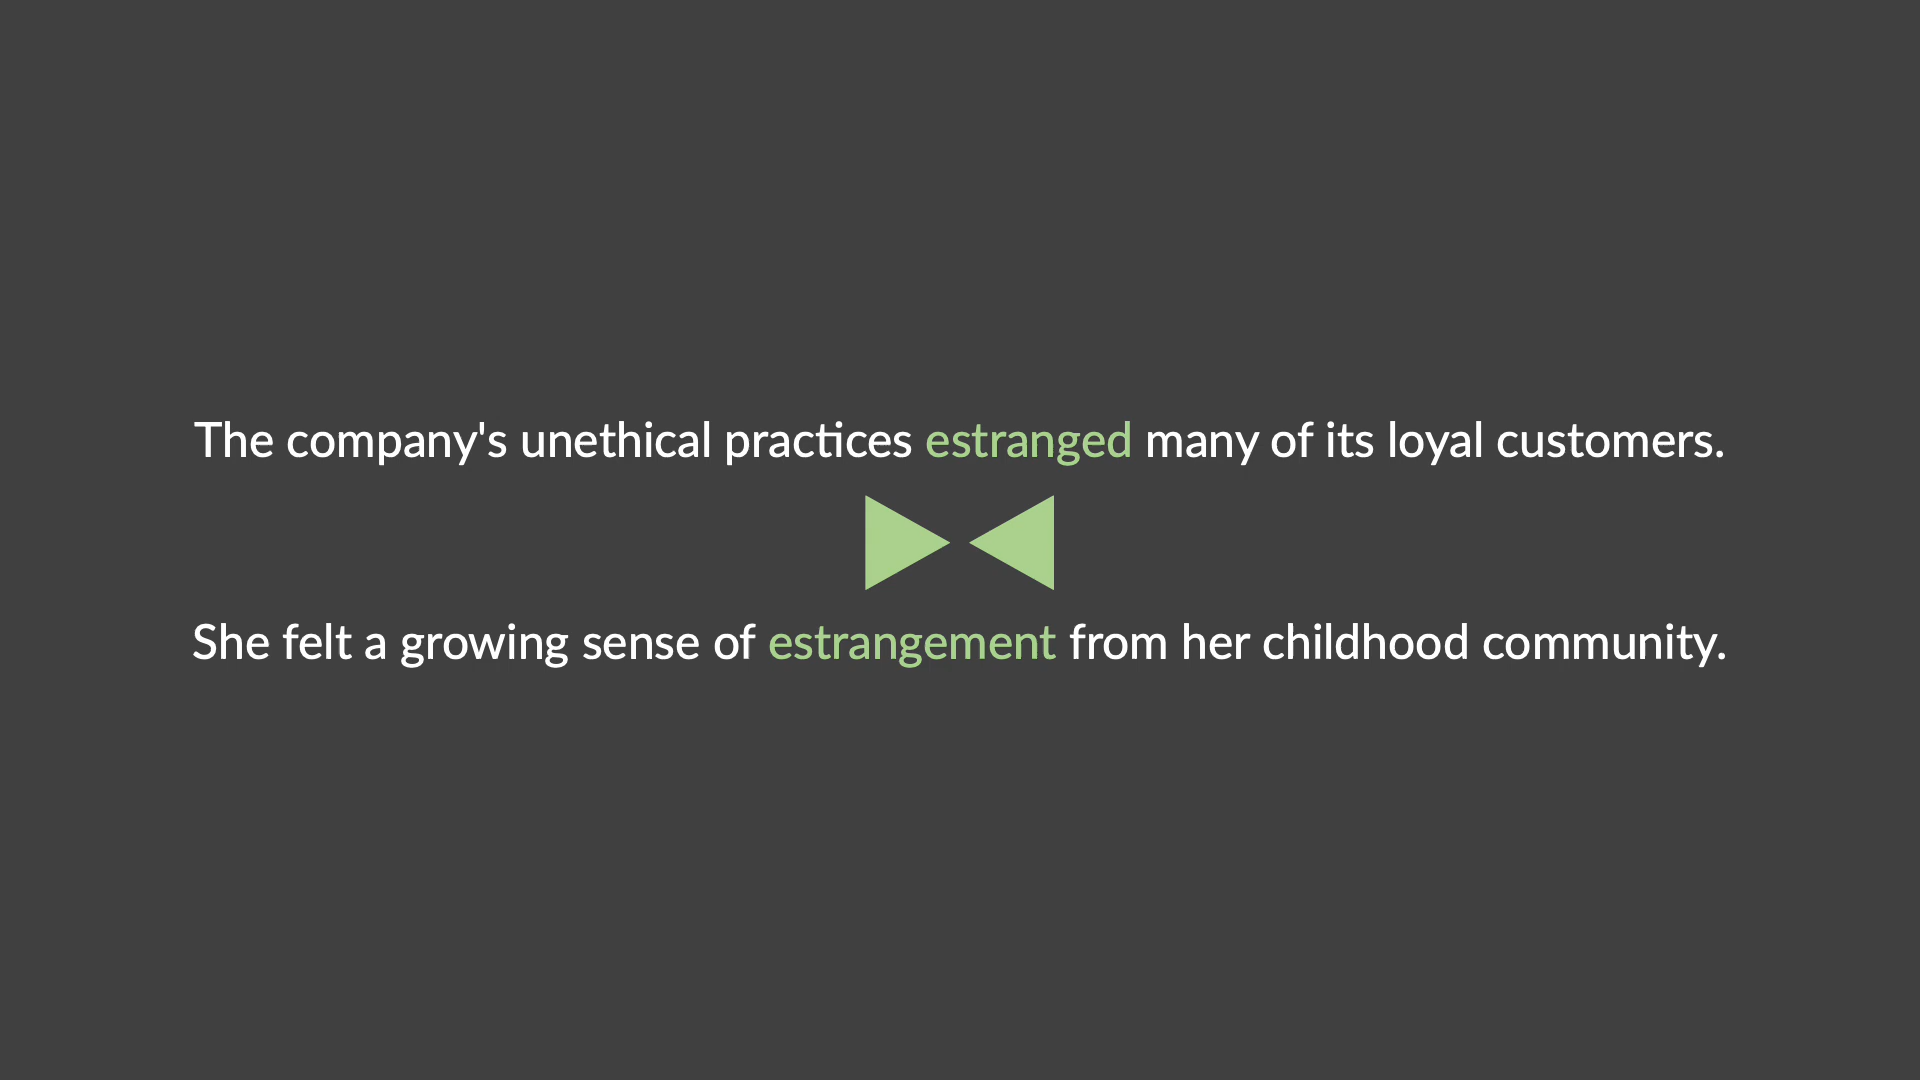 The company's unethical practices estranged many of its loyal customers.
She felt a growing sense of estrangement from her childhood community.